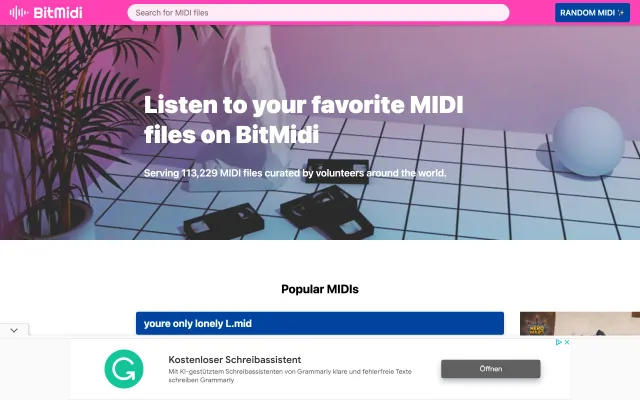 BitMidi
Search for MIDI files
RANDOM MIDI ✨
Listen to your favorite MIDI
files on BitMidi
Serving 113,229 MIDI files curated by volunteers around the world.
Popular MIDIs
youre only lonely L.mid
HERO
WARS
Kostenloser Schreibassistent
Mit KI-gestütztem Schreibassistenten von Grammarly klare und fehlerfreie Texte
schreiben Grammarly
Öffnen